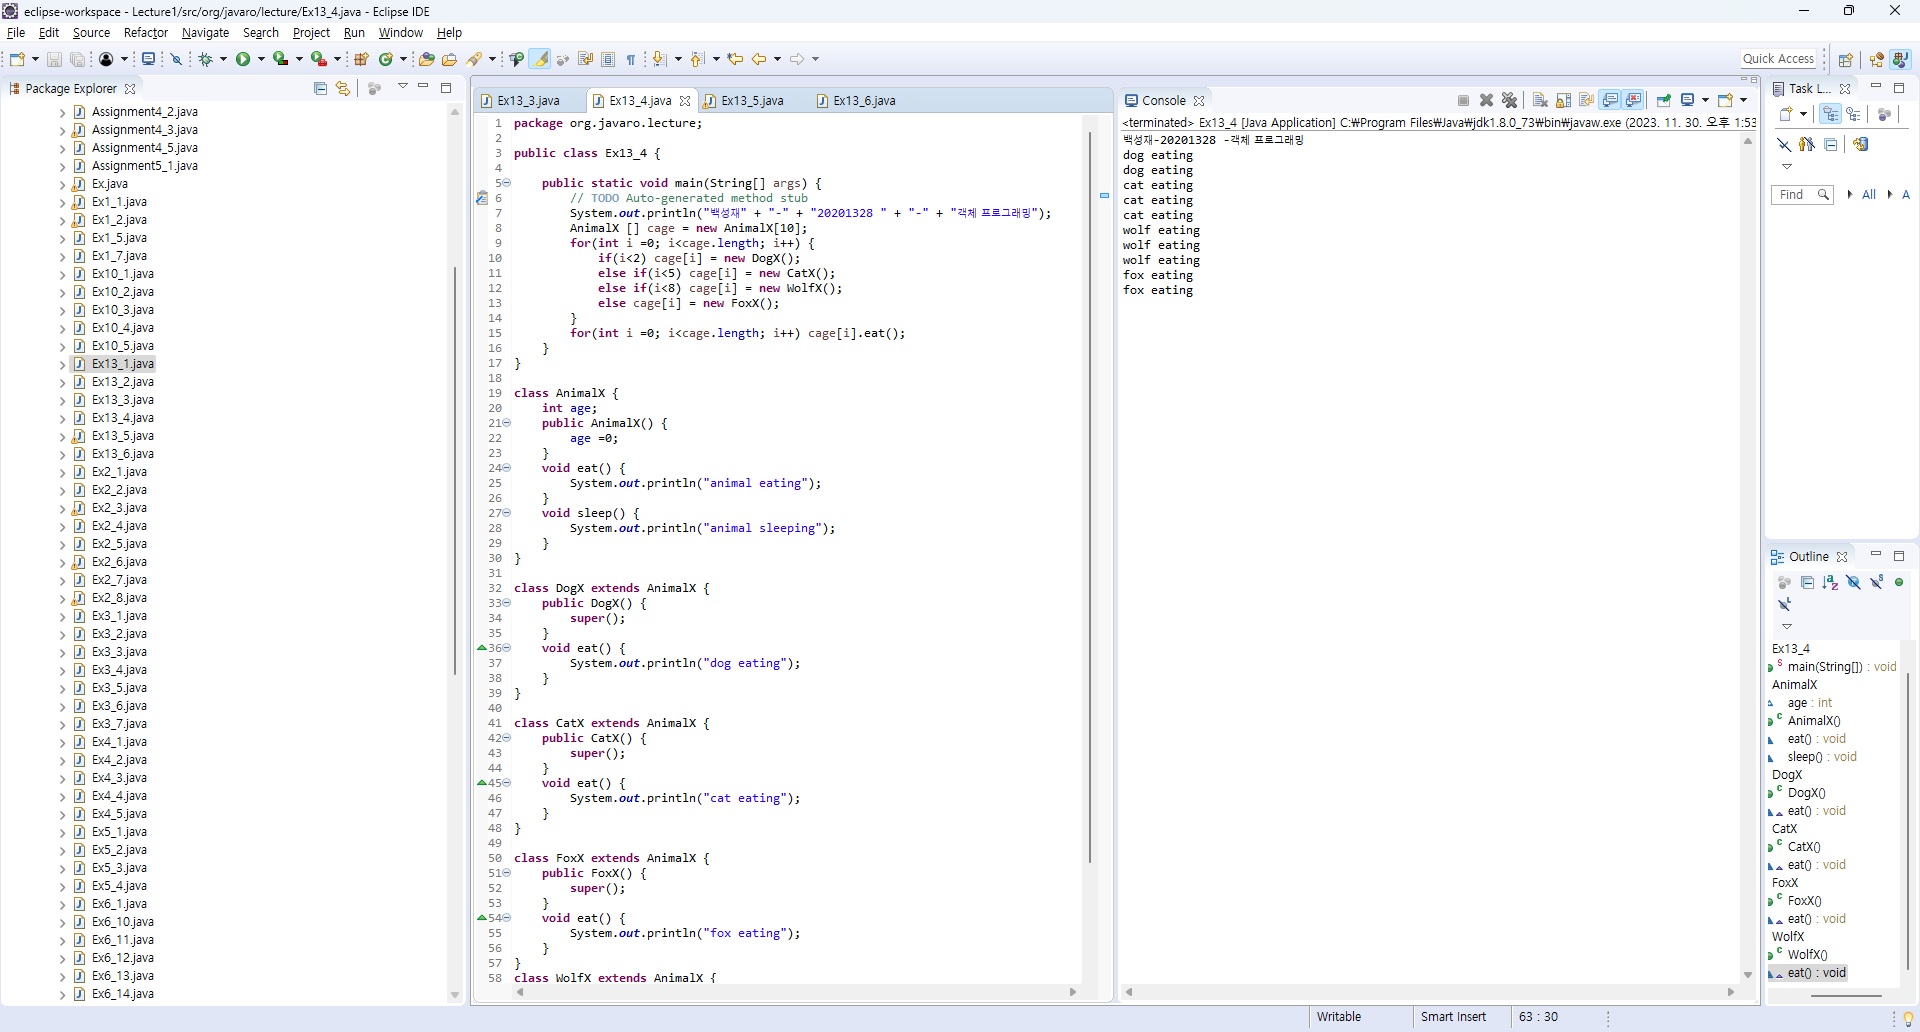 eclipse-workspace - Lecture1/src/org/javaro/lecture/Ex13_4.java - Eclipse IDE
File Edit Source Refactor Navigate Search Project Run Window Help
Quick Access
Package Explorer
Assignment4_2.java
Assignment4_3.java
Assignment4_5.java
Assignment5_1.java
Ex.java
Ex1_1.java
Ex1_2.java
Ex1_5.java
Ex1_7.java
Ex10_1.java
Ex10_2.java
Ex10_3.java
Ex10_4.java
Ex10_5.java
Ex13_1.java
Ex13_2.java
Ex13_3.java
Ex13_4.java
Ex13_5.java
Ex13_6.java
Ex2_1.java
Ex2_2.java
Ex2_3.java
Ex2_4.java
Ex2_5.java
Ex2_6.java
Ex2_7.java
Ex2_8.java
Ex3_1.java
Ex3_2.java
Ex3_3.java
Ex3_4.java
Ex3_5.java
Ex3_6.java
Ex3_7.java
Ex4_1.java
Ex4_2.java
Ex4_3.java
Ex4_4.java
Ex4_5.java
Ex5_1.java
Ex5_2.java
Ex5_3.java
Ex5_4.java
Ex6_1.java
Ex6_10.java
Ex6_11.java
Ex6_12.java
Ex6_13.java
Ex6_14.java
Ex13_3.java Ex13_4.java Ex13_5.java Ex13_6.java
1 package org.javaro.lecture;
2
3 public class Ex13_4 {
4
5 public static void main(String[] args) {
6 // TODO Auto-generated method stub
7 System.out.println("백성재" + "-" + "20201328 " + "-" + "객체 프로그래밍");
8 AnimalX [] cage = new AnimalX[10];
9 for(int i =0; i<cage.length; i++) {
10 if(i<2) cage[i] = new DogX();
11 else if(i<5) cage[i] = new CatX();
12 else if(i<8) cage[i] = new WolfX();
13 else cage[i] = new FoxX();
14 }
15 for(int i =0; i<cage.length; i++) cage[i].eat();
16 }
17 }
18
19 class AnimalX {
20 int age;
21 public AnimalX() {
22 age =0;
23 }
24 void eat() {
25 System.out.println("animal eating");
26 }
27 void sleep() {
28 System.out.println("animal sleeping");
29 }
30 }
31
32 class DogX extends AnimalX {
33 public DogX() {
34 super();
35 }
36 void eat() {
37 System.out.println("dog eating");
38 }
39 }
40
41 class CatX extends AnimalX {
42 public CatX() {
43 super();
44 }
45 void eat() {
46 System.out.println("cat eating");
47 }
48 }
49
50 class FoxX extends AnimalX {
51 public FoxX() {
52 super();
53 }
54 void eat() {
55 System.out.println("fox eating");
56 }
57 }
58 class WolfX extends AnimalX {
Console
<terminated> Ex13_4 [Java Application] C:₩Program Files₩Java₩jdk1.8.0_73₩bin₩javaw.exe (2023. 11. 30. 오후 1:53
백성재-20201328 -객체 프로그래밍
dog eating
dog eating
cat eating
cat eating
cat eating
wolf eating
wolf eating
wolf eating
fox eating
fox eating
Task L...
Find All A
Outline
Ex13_4
main(String[]) : void
AnimalX
age : int
AnimalX()
eat() : void
sleep() : void
DogX
DogX()
eat() : void
CatX
CatX()
eat() : void
FoxX
FoxX()
eat() : void
WolfX
WolfX()
eat() : void
Writable Smart Insert 63 : 30